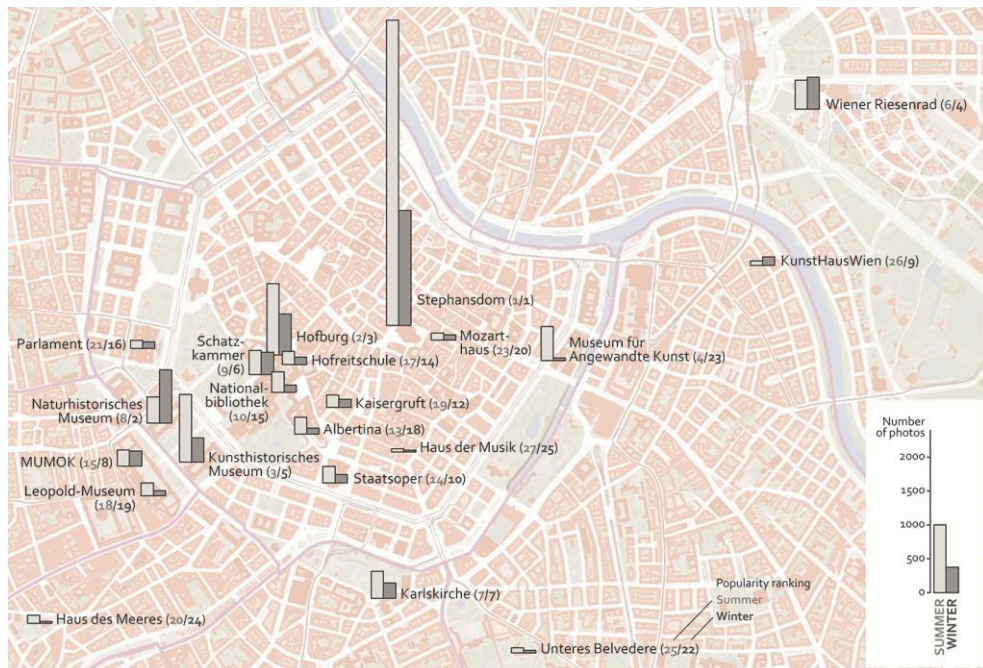 Wiener Riesenrad (6/4)
KunstHausWien (26/9)
Stephansdom (1/1)
Hofburg (2/3)
Mozart-
haus (23/20)
Museum für
Angewandte Kunst (4/23)
Parlament (21/16)
Schatz-
kammer
(9/6)
Hofreitschule (17/14)
National-
bibliothek
(10/15)
Naturhistorisches
Museum (8/2)
Kaisergruft (19/12)
Albertina (13/18)
Haus der Musik (27/25)
Kunsthistorisches
Museum (3/5)
MUMOK (15/8)
Staatsoper (14/10)
Leopold-Museum
(18/19)
Karlskirche (7/7)
Haus des Meeres (20/24)
Unteres Belvedere (25/22)
Popularity ranking
Summer
Winter
Number
of photos
2000
1500
1000
500
0
SUMMER
WINTER